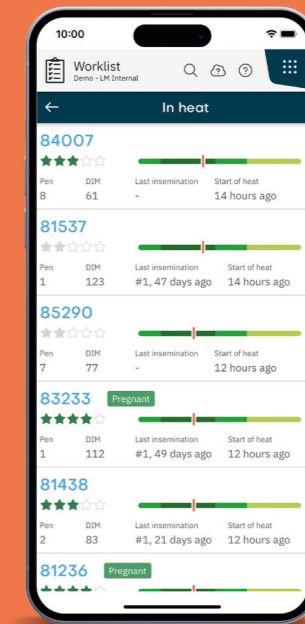 10:00
Worklist
Demo - LM Internal
In heat
84007
Pen DIM Last insemination Start of heat
8 61 - 14 hours ago
81537
Pen DIM Last insemination Start of heat
1 123 #1, 47 days ago 14 hours ago
85290
Pen DIM Last insemination Start of heat
7 77 - 12 hours ago
83233 Pregnant
Pen DIM Last insemination Start of heat
1 112 #1, 49 days ago 12 hours ago
81438
Pen DIM Last insemination Start of heat
2 83 #1, 21 days ago 12 hours ago
81236 Pregnant